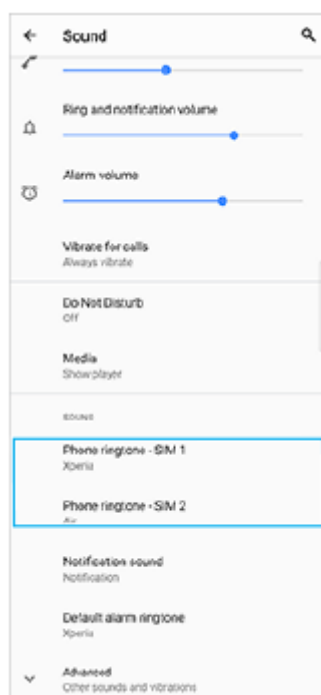 Sound
Ring and notification volume
Alarm volume
Vibrate for calls
Always vibrate
Do Not Disturb
Off
Media
Show player
SOUND
Phone ringtone - SIM 1
Xperia
Phone ringtone - SIM 2
Air
Notification sound
Notification
Default alarm ringtone
Xperia
Advanced
Other sounds and vibrations